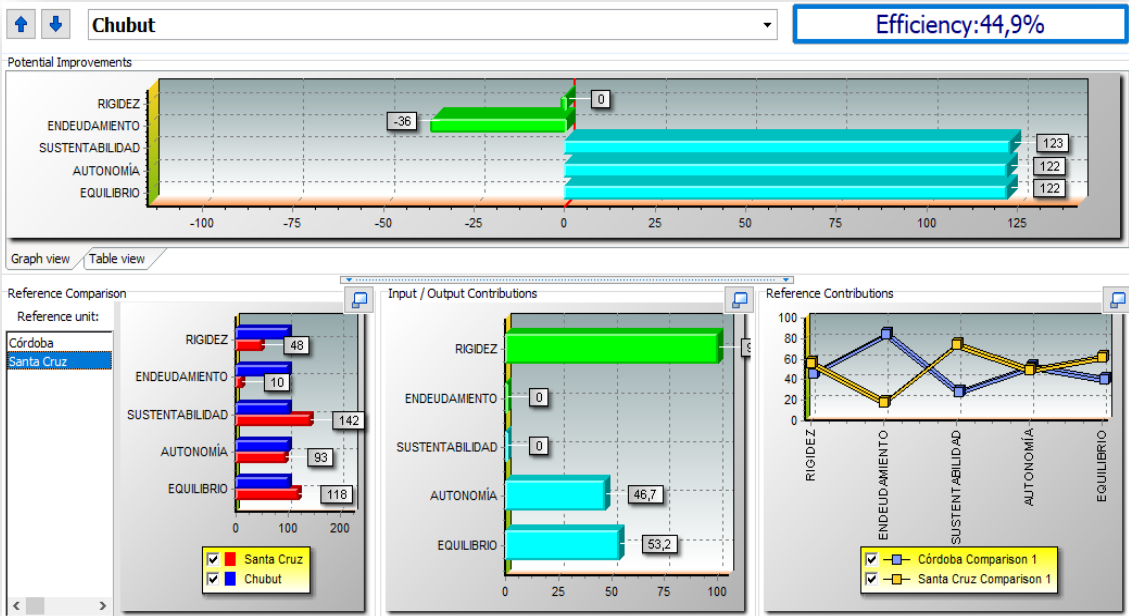 Chubut
Efficiency:44,9%
Potential Improvements
RIGIDEZ
0
ENDEUDAMIENTO
-36
SUSTENTABILIDAD
123
AUTONOMÍA
122
EQUILIBRIO
122
-100 -75 -50 -25 0 25 50 75 100 125
Graph view Table view
Reference Comparison
Reference unit:
Córdoba
Santa Cruz
RIGIDEZ
48
ENDEUDAMIENTO
10
SUSTENTABILIDAD
142
AUTONOMÍA
93
EQUILIBRIO
118
0 100 200
Santa Cruz
Chubut
Input / Output Contributions
RIGIDEZ
ENDEUDAMIENTO
0
SUSTENTABILIDAD
0
AUTONOMÍA
46,7
EQUILIBRIO
53,2
0 25 50 75 100
Reference Contributions
100
80
60
40
20
0
RIGIDEZ
ENDEUDAMIENTO
SUSTENTABILIDAD
AUTONOMÍA
EQUILIBRIO
Córdoba Comparison 1
Santa Cruz Comparison 1